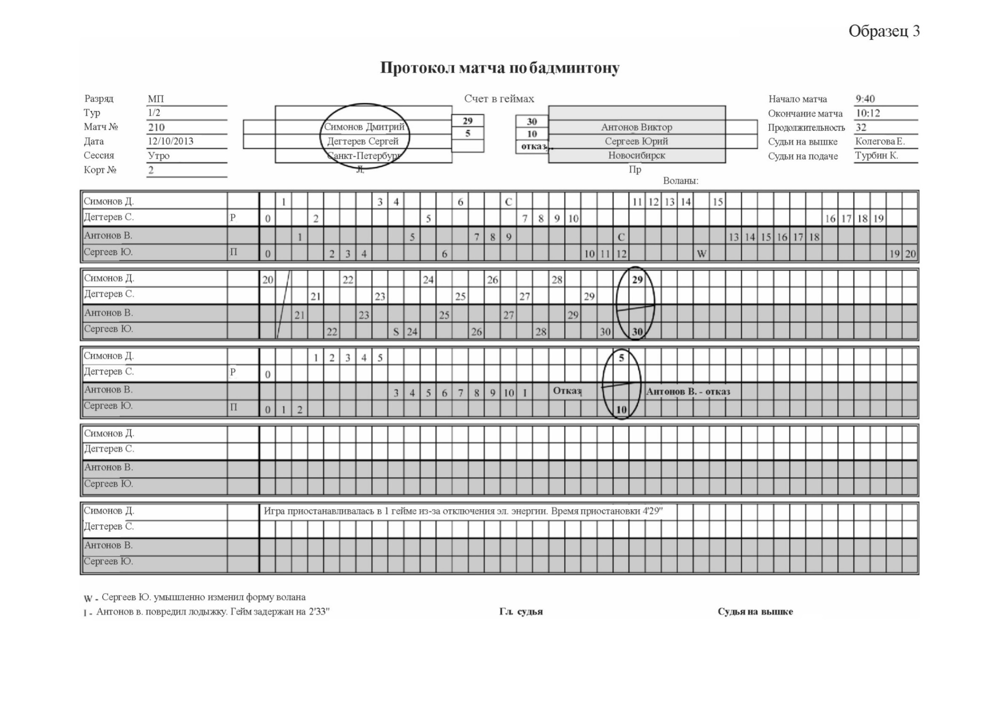 Образец 3
Протокол матча по бадминтону
Разряд МП Счет в геймах Начало матча 9:40
Тур 1/2 Окончание матча 10:12
29 30
Матч № 210 Симонов Дмитрий Антонов Виктор Продолжительность 32
5 10
Дата 12/10/2013 Дегтерев Сергей Сергеев Юрий Судьи на вышке Колегова Е.
отказ
Сессия Утро Санкт-Петербург Новосибирск Судьи на подаче Турбин К.
Корт № 2 Л. Пр
Воланы:
Симонов Д. 1 3 4 6 С 11 12 13 14 15
Дегтерев С. Р 0 2 5 7 8 9 10 16 17 18 19
Антонов В. 1 5 7 8 9 С 13 14 15 16 17 18
Сергеев Ю. П 0 2 3 4 6 10 11 12 W 19 20
Симонов Д. 20 22 24 26 28 29
Дегтерев С. 21 23 25 27 29
Антонов В. 21 23 25 27 29
Сергеев Ю. 22 S 24 26 28 30 30
Симонов Д. 1 2 3 4 5 5
Дегтерев С. Р 0
Антонов В. 3 4 5 6 7 8 9 10 I Отказ Антонов В. - отказ
Сергеев Ю. П 0 1 2 10
Симонов Д.
Дегтерев С.
Антонов В.
Сергеев Ю.
Симонов Д. Игра приостанавливалась в 1 гейме из-за отключения эл. энергии. Время приостановки 4'29"
Дегтерев С.
Антонов В.
Сергеев Ю.
W - Сергеев Ю. умышленно изменил форму волана
I - Антонов в. повредил лодыжку. Гейм задержан на 2'33" Гл. судья Судья на вышке